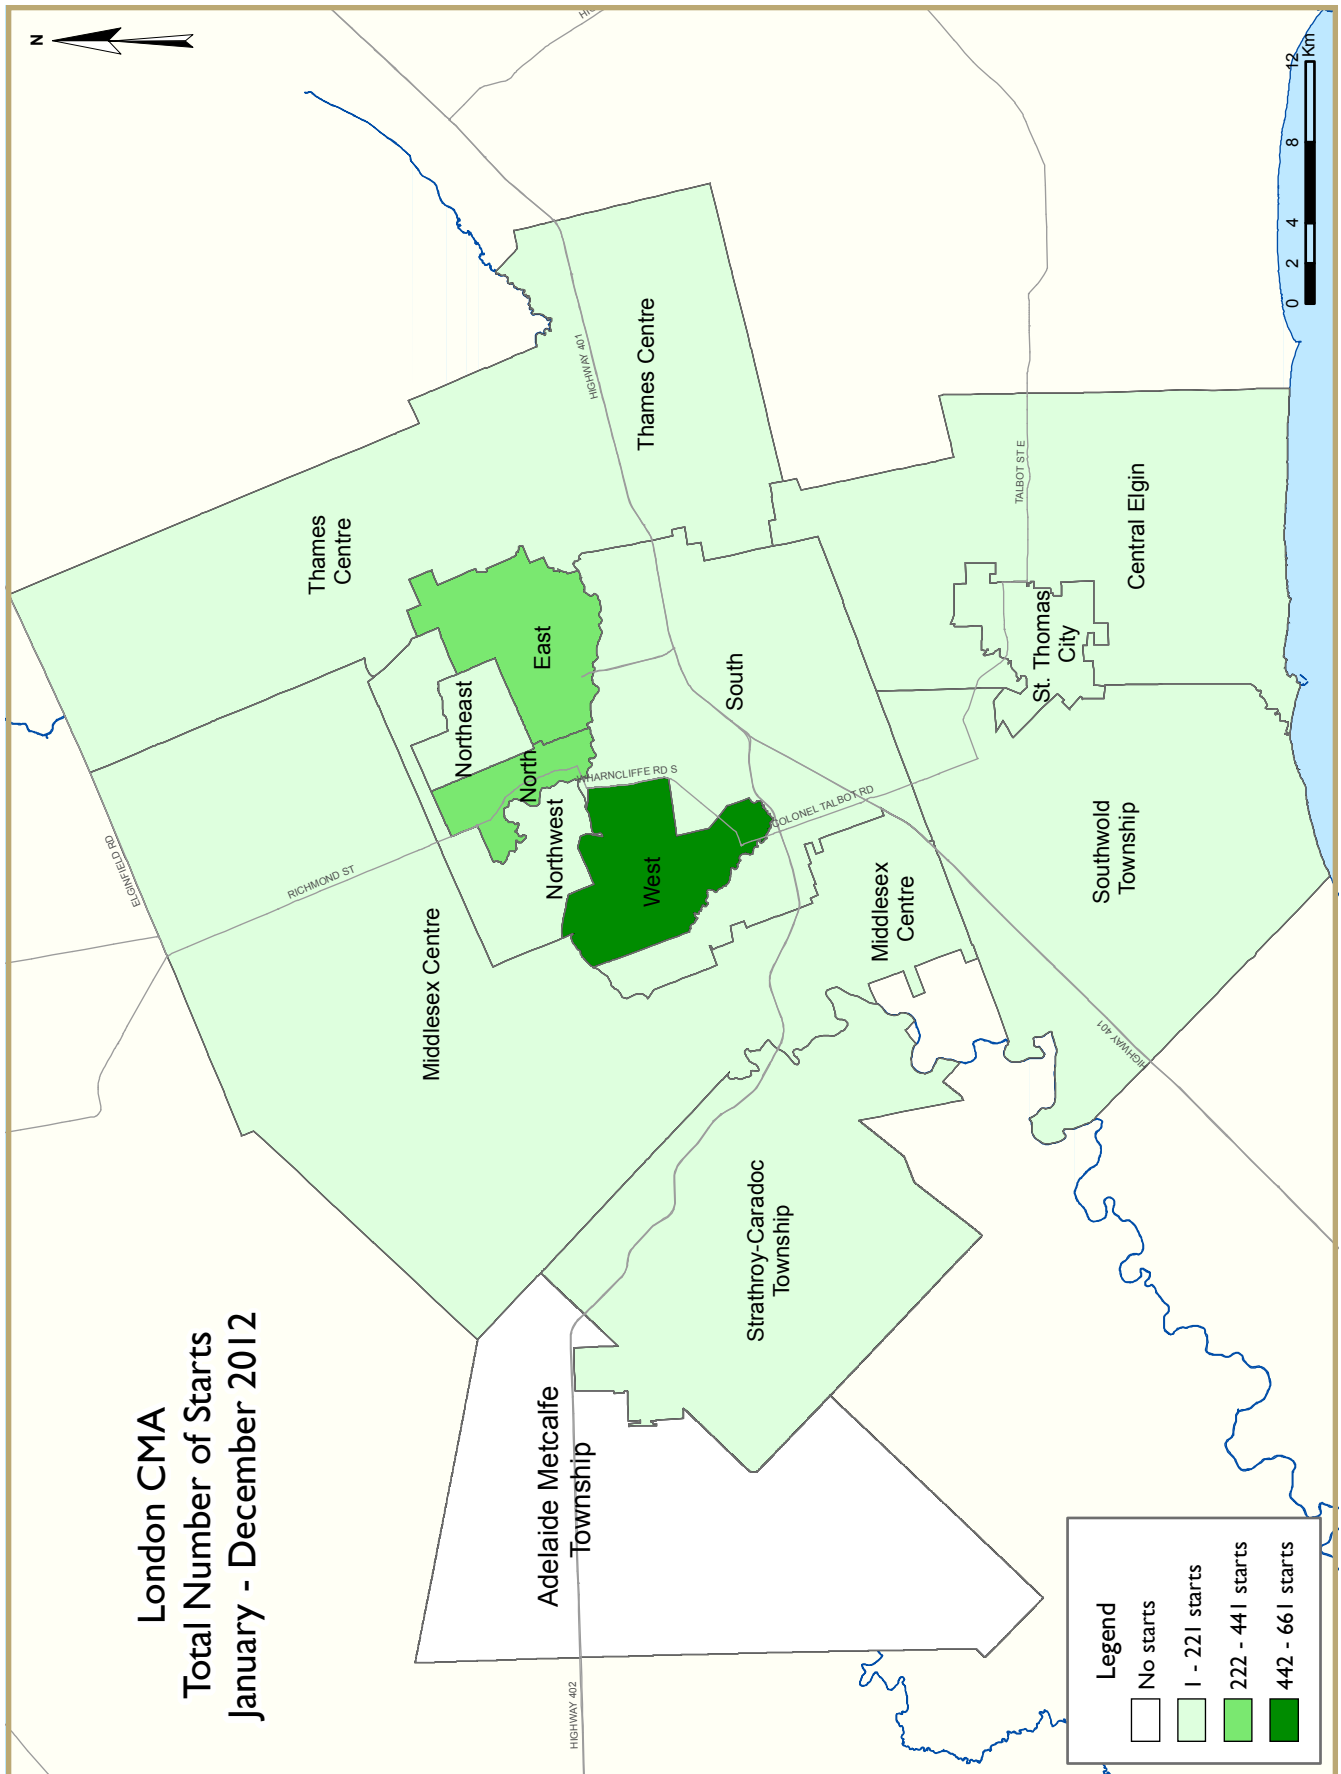 London CMA
Total Number of Starts
January - December 2012
N
ELGINFIELD RD
RICHMOND ST
Middlesex Centre
Thames
Centre
Northeast
East
North
Northwest
West
WHARNCLIFFE RD S
South
HIGHWAY 401
Thames Centre
COLONEL TALBOT RD
Middlesex
Centre
Adelaide Metcalfe
Township
HIGHWAY 402
Strathroy-Caradoc
Township
Southwold
Township
HIGHWAY 401
St. Thomas
City
TALBOT ST E
Central Elgin
Legend
No starts
1 - 221 starts
222 - 441 starts
442 - 661 starts
0 2 4 8 12
Km